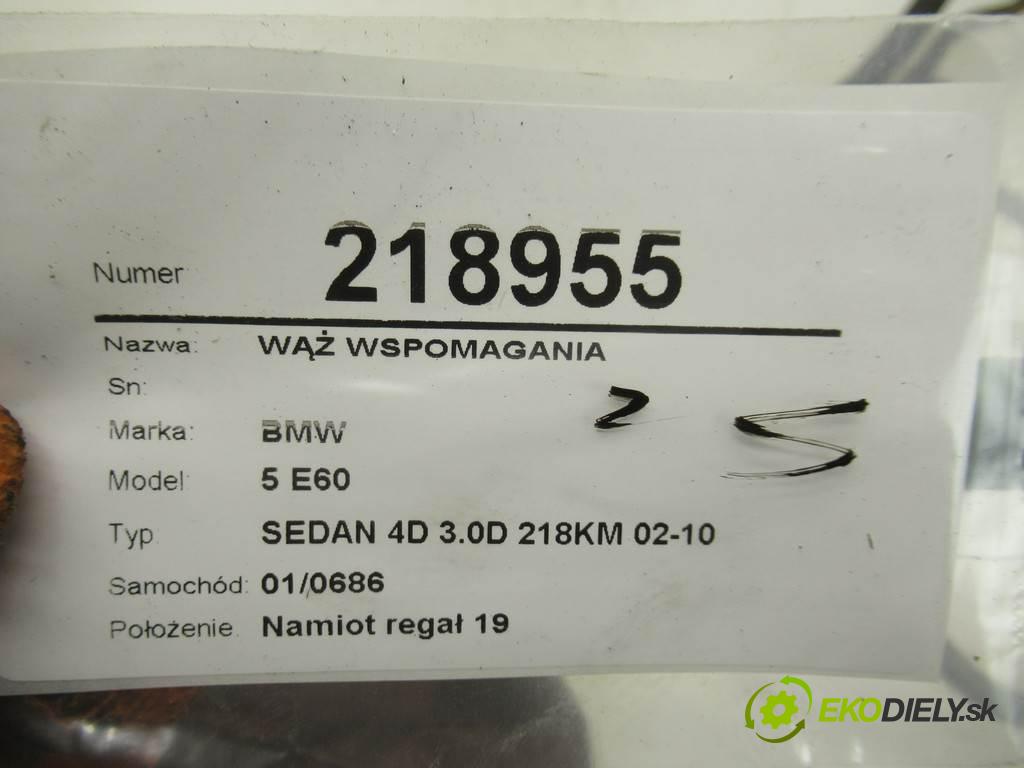 Numer 218955
Nazwa: WĄŻ WSPOMAGANIA
Sn:
2 5
Marka: BMW
Model: 5 E60
Typ SEDAN 4D 3.0D 218KM 02-10
Samochód: 01/0686
Położenie Namiot regał 19
EKODIELY.sk